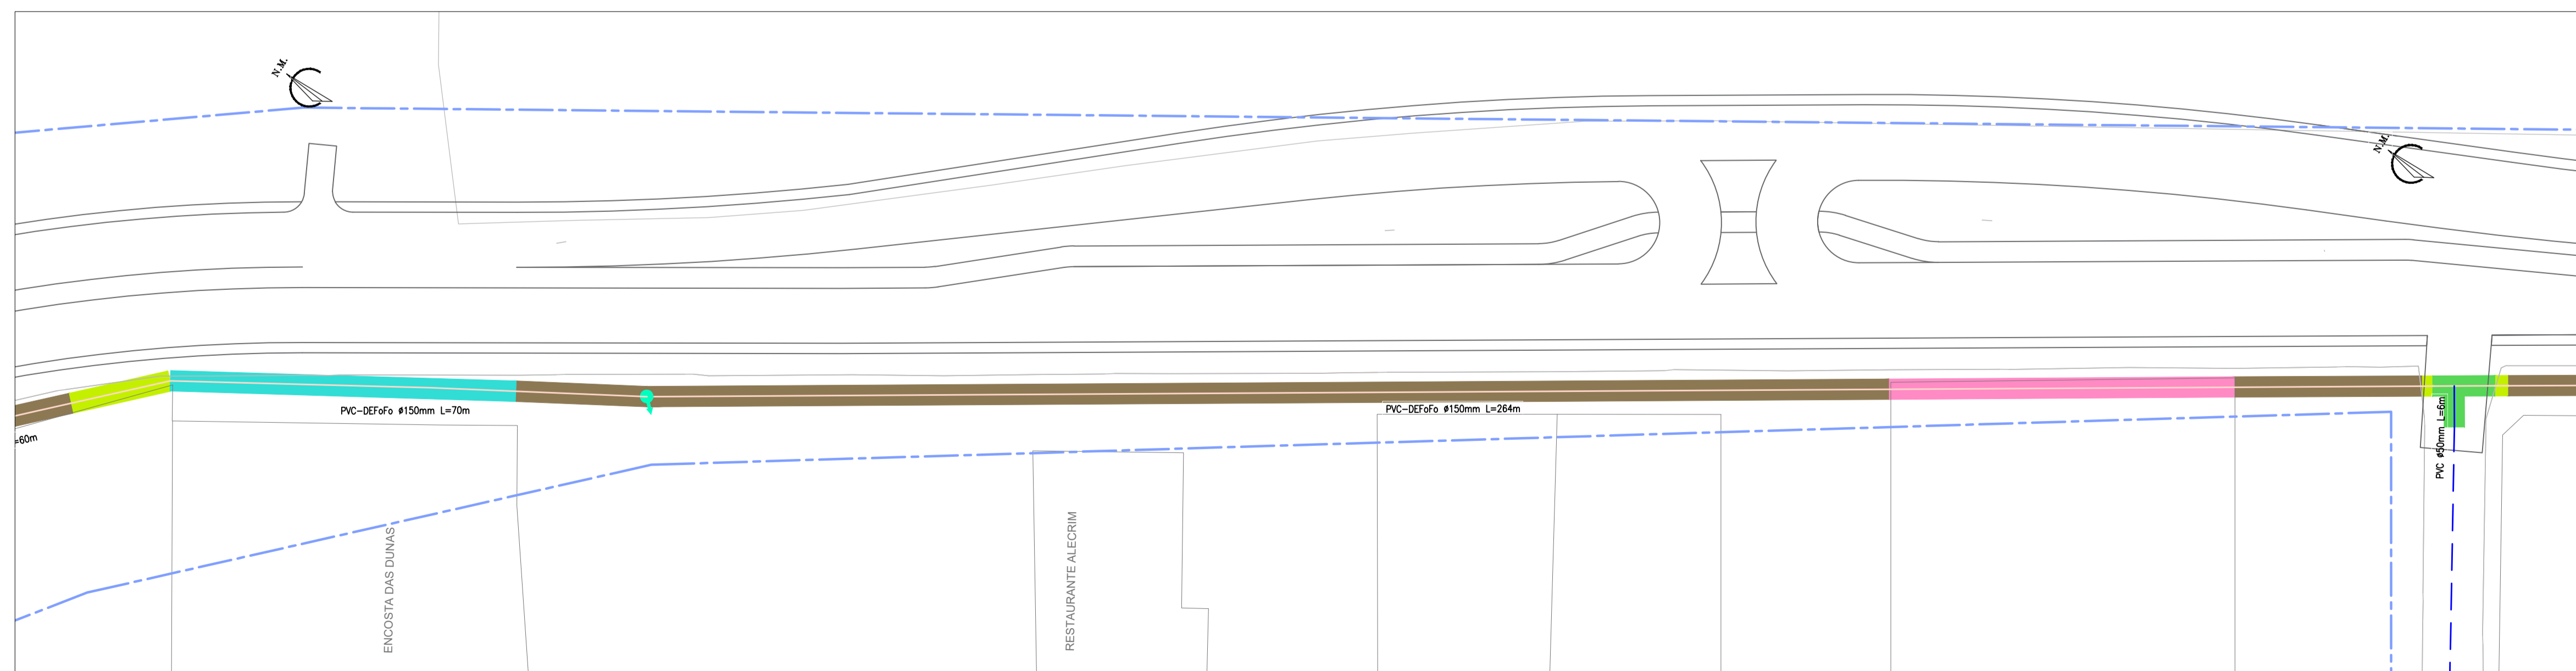 N.M.
N.M.
PVC-DEFoFo ø150mm L=70m
PVC-DEFoFo ø150mm L=264m
=60m
PVC ø50mm L=6m
ENCOSTA DAS DUNAS
RESTAURANTE ALECRIM